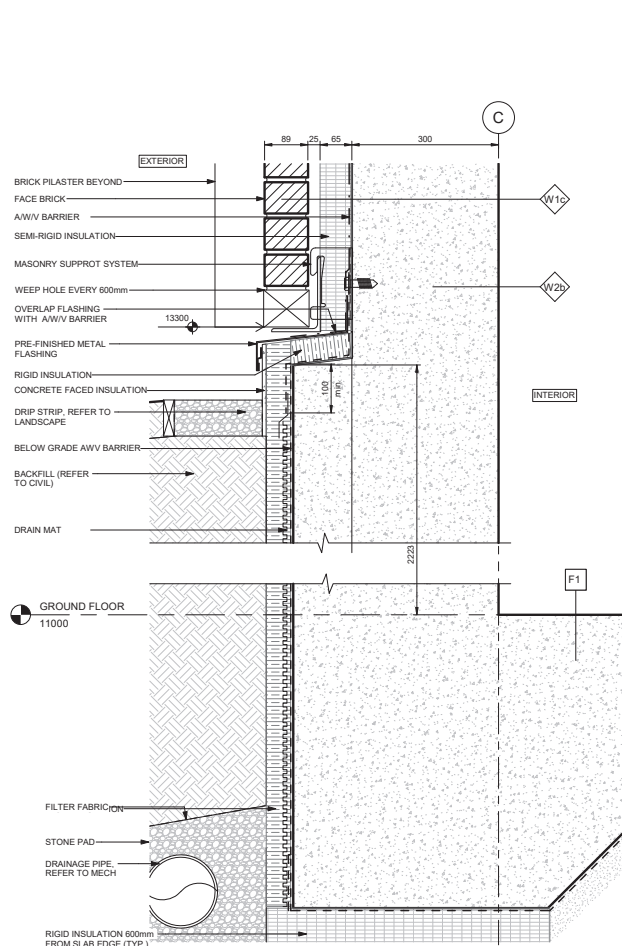 C
89
25
65
300
EXTERIOR
BRICK PILASTER BEYOND
FACE BRICK
W1c
A/W/V BARRIER
SEMI-RIGID INSULATION
MASONRY SUPPROT SYSTEM
WEEP HOLE EVERY 600mm
W2b
OVERLAP FLASHING
WITH A/W/V BARRIER
13300
PRE-FINISHED METAL
FLASHING
RIGID INSULATION
CONCRETE FACED INSULATION
100
min.
INTERIOR
DRIP STRIP, REFER TO
LANDSCAPE
BELOW GRADE AWV BARRIER
BACKFILL (REFER
TO CIVIL)
DRAIN MAT
2223
F1
GROUND FLOOR
11000
FILTER FABRIC
ION
STONE PAD
DRAINAGE PIPE,
REFER TO MECH
RIGID INSULATION 600mm
FROM SLAB EDGE (TYP.)